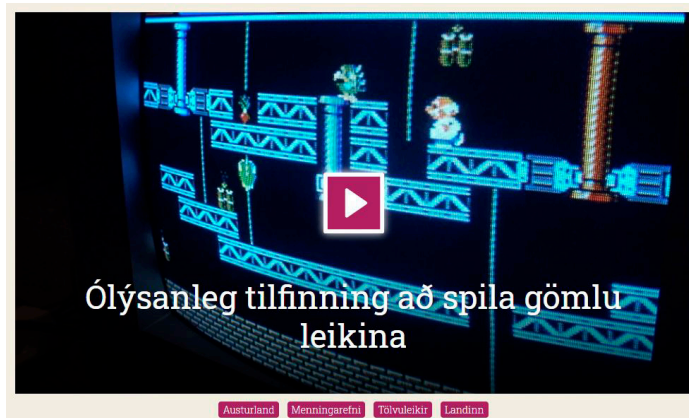 Ólýsanleg tilfinning að spila gömlu
leikina
Austurland Menningarefni Tölvuleikir Landinn